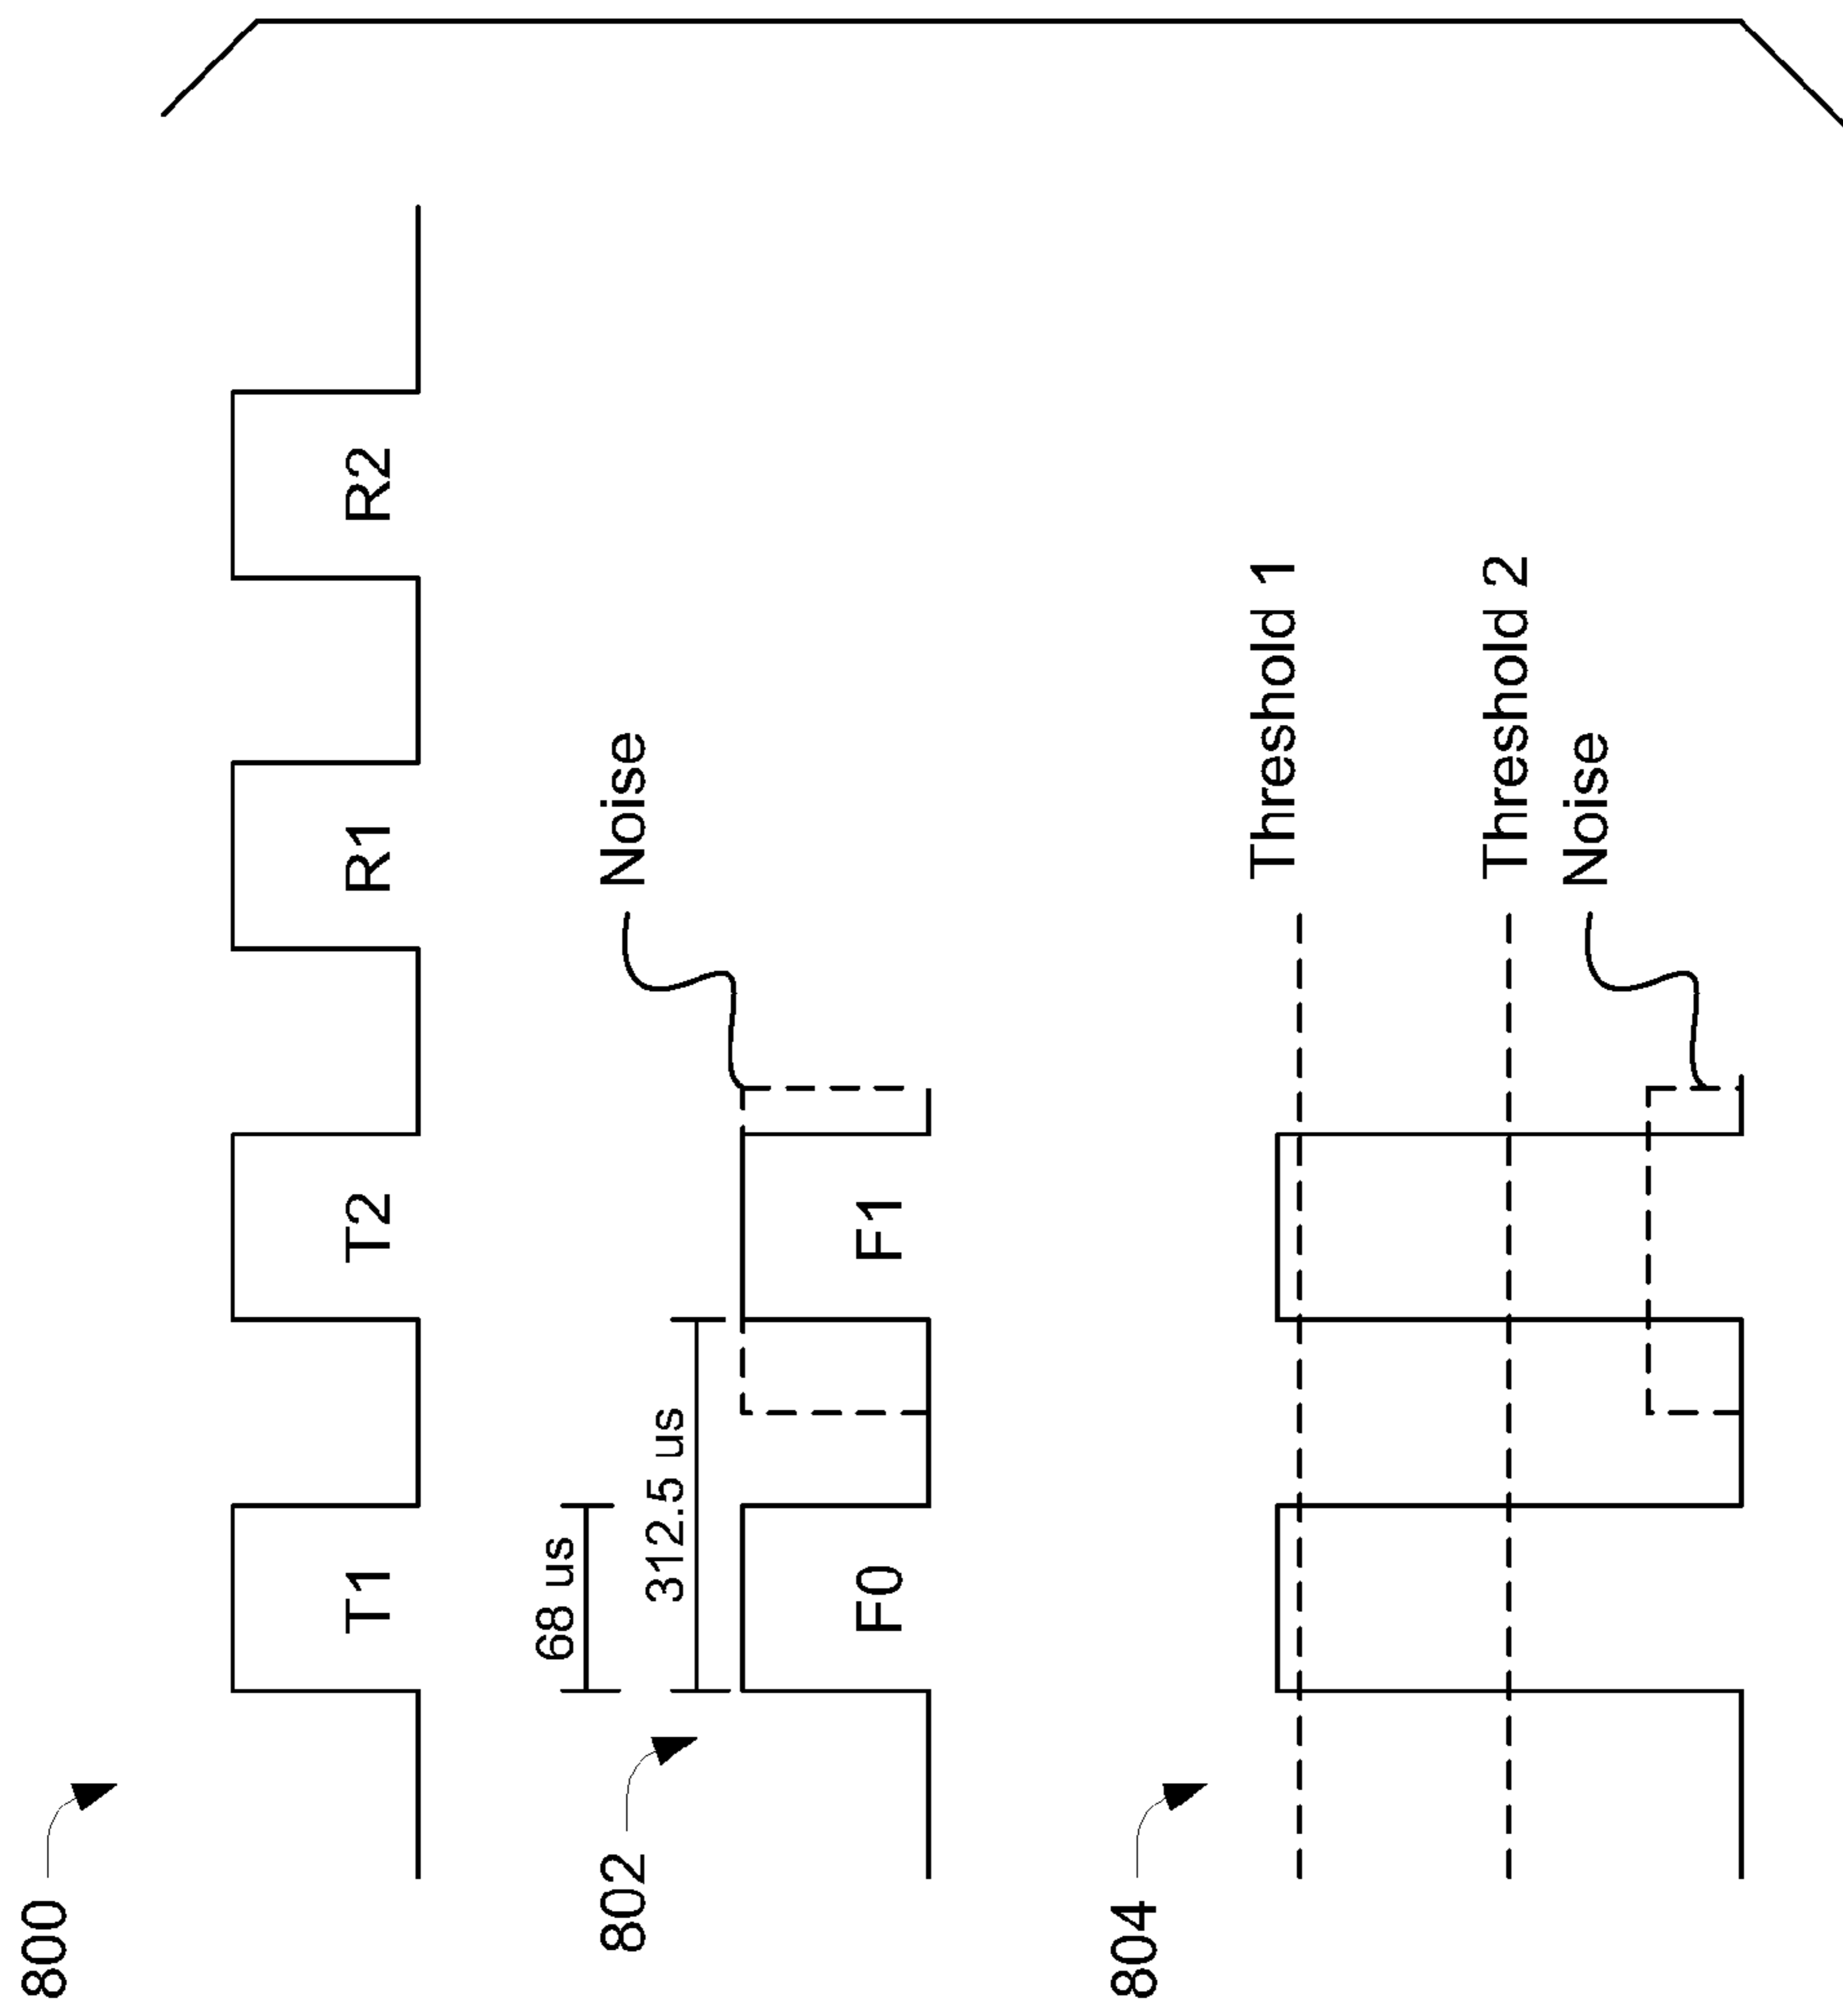 800
T1
T2
R1
R2
802
68 us
312.5 us
Noise
F0
F1
804
Threshold 1
Threshold 2
Noise